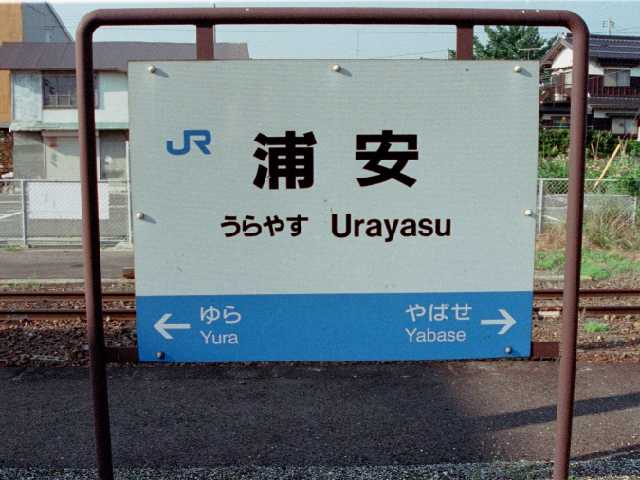 JR
浦安
うらやす Urayasu
← ゆら やばせ →
Yura Yabase